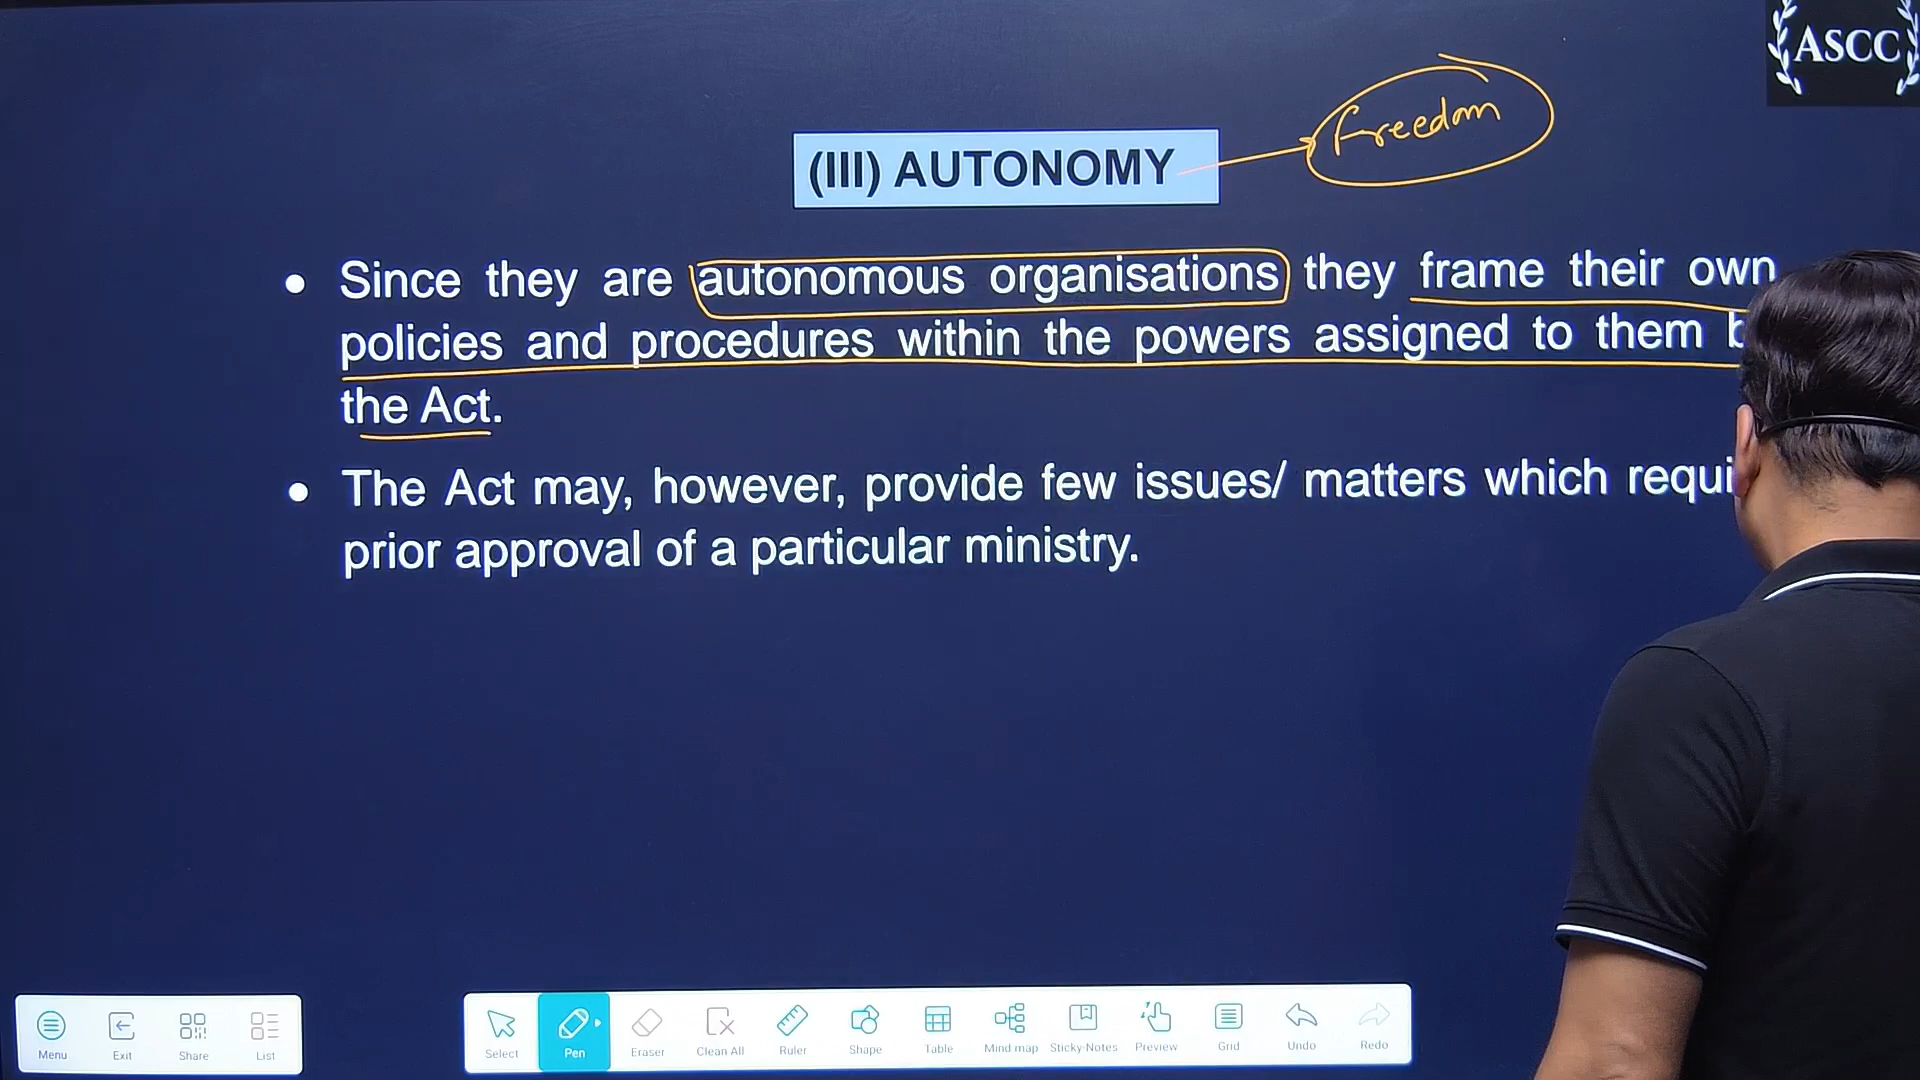 ASCC
Freedom
(III) AUTONOMY
• Since they are autonomous organisations they frame their own
policies and procedures within the powers assigned to them
the Act.
• The Act may, however, provide few issues/ matters which
prior approval of a particular ministry.
Menu Exit Share List
Select Pen Eraser Clean All Ruler Shape Table Mind map Sticky Notes Preview Grid Undo Redo